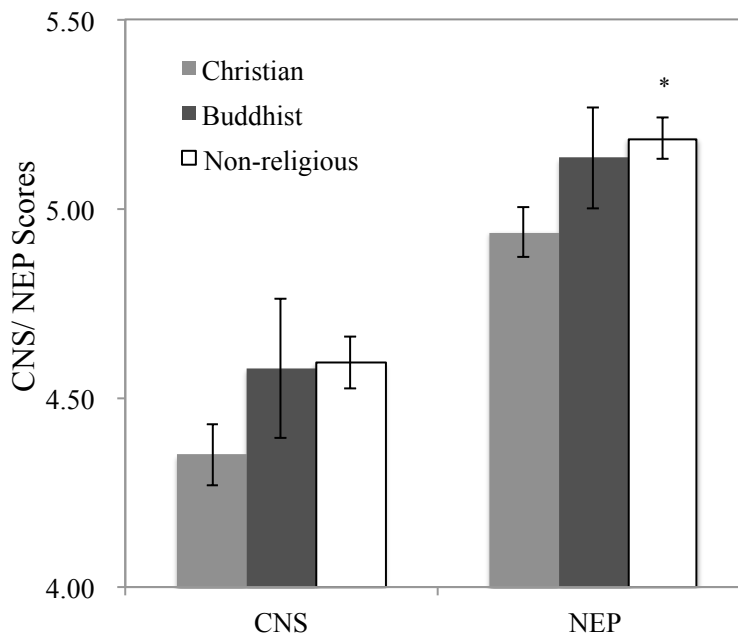 5.50
Christian
Buddhist
Non-religious
*
5.00
4.50
4.00
CNS/ NEP Scores
CNS
NEP